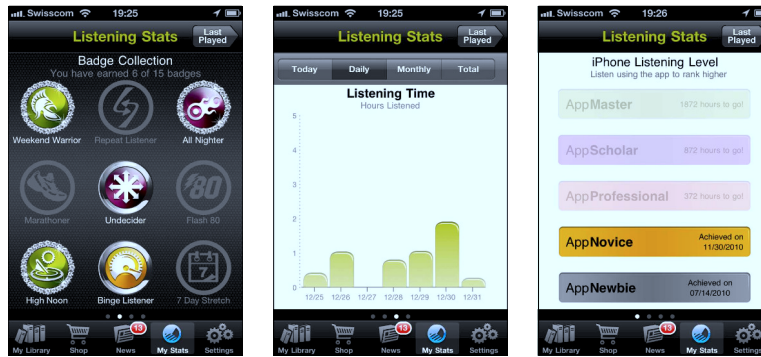 Swisscom 19:25
Listening Stats
Last
Played
Badge Collection
You have earned 6 of 15 badges
Weekend Warrior Repeat Listener All Nighter
80
Marathoner Undecider Flash 80
7
High Noon Binge Listener 7 Day Stretch
13
My Library Shop News My Stats Settings
Swisscom 19:25
Listening Stats
Last
Played
Today Daily Monthly Total
Listening Time
Hours Listened
5
4
3
2
1
0
12/25 12/26 12/27 12/28 12/29 12/30 12/31
13
My Library Shop News My Stats Settings
Swisscom 19:26
Listening Stats
Last
Played
iPhone Listening Level
Listen using the app to rank higher
AppMaster 1872 hours to go!
AppScholar 872 hours to go!
AppProfessional 372 hours to go!
AppNovice Achieved on
11/30/2010
AppNewbie Achieved on
07/14/2010
13
My Library Shop News My Stats Settings